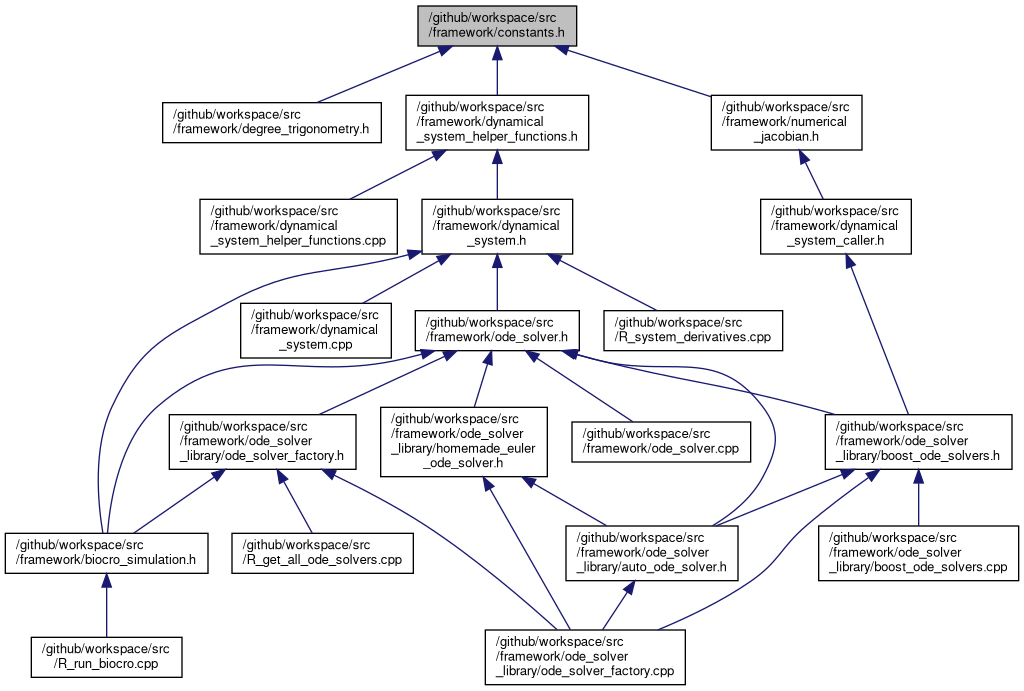 /github/workspace/src
/framework/constants.h
/github/workspace/src
/framework/degree_trigonometry.h
/github/workspace/src
/framework/dynamical
_system_helper_functions.h
/github/workspace/src
/framework/numerical
_jacobian.h
/github/workspace/src
/framework/dynamical
_system_helper_functions.cpp
/github/workspace/src
/framework/dynamical
_system.h
/github/workspace/src
/framework/dynamical
_system_caller.h
/github/workspace/src
/framework/dynamical
_system.cpp
/github/workspace/src
/framework/ode_solver.h
/github/workspace/src
/R_system_derivatives.cpp
/github/workspace/src
/framework/ode_solver
_library/ode_solver_factory.h
/github/workspace/src
/framework/ode_solver
_library/homemade_euler
_ode_solver.h
/github/workspace/src
/framework/ode_solver.cpp
/github/workspace/src
/framework/ode_solver
_library/boost_ode_solvers.h
/github/workspace/src
/framework/biocro_simulation.h
/github/workspace/src
/R_get_all_ode_solvers.cpp
/github/workspace/src
/framework/ode_solver
_library/auto_ode_solver.h
/github/workspace/src
/framework/ode_solver
_library/boost_ode_solvers.cpp
/github/workspace/src
/R_run_biocro.cpp
/github/workspace/src
/framework/ode_solver
_library/ode_solver_factory.cpp